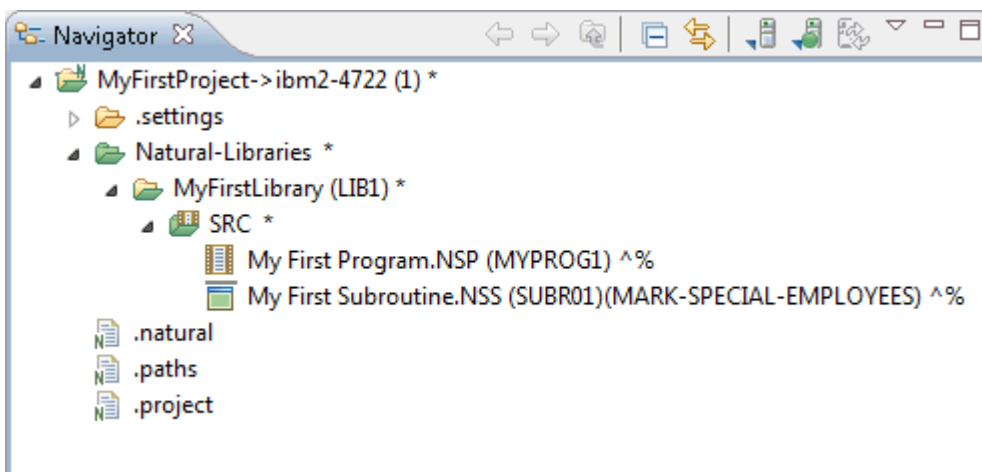 Navigator
MyFirstProject->ibm2-4722 (1) *
.settings
Natural-Libraries *
MyFirstLibrary (LIB1) *
SRC *
My First Program.NSP (MYPROG1) ^%
My First Subroutine.NSS (SUBR01)(MARK-SPECIAL-EMPLOYEES) ^%
.natural
.paths
.project